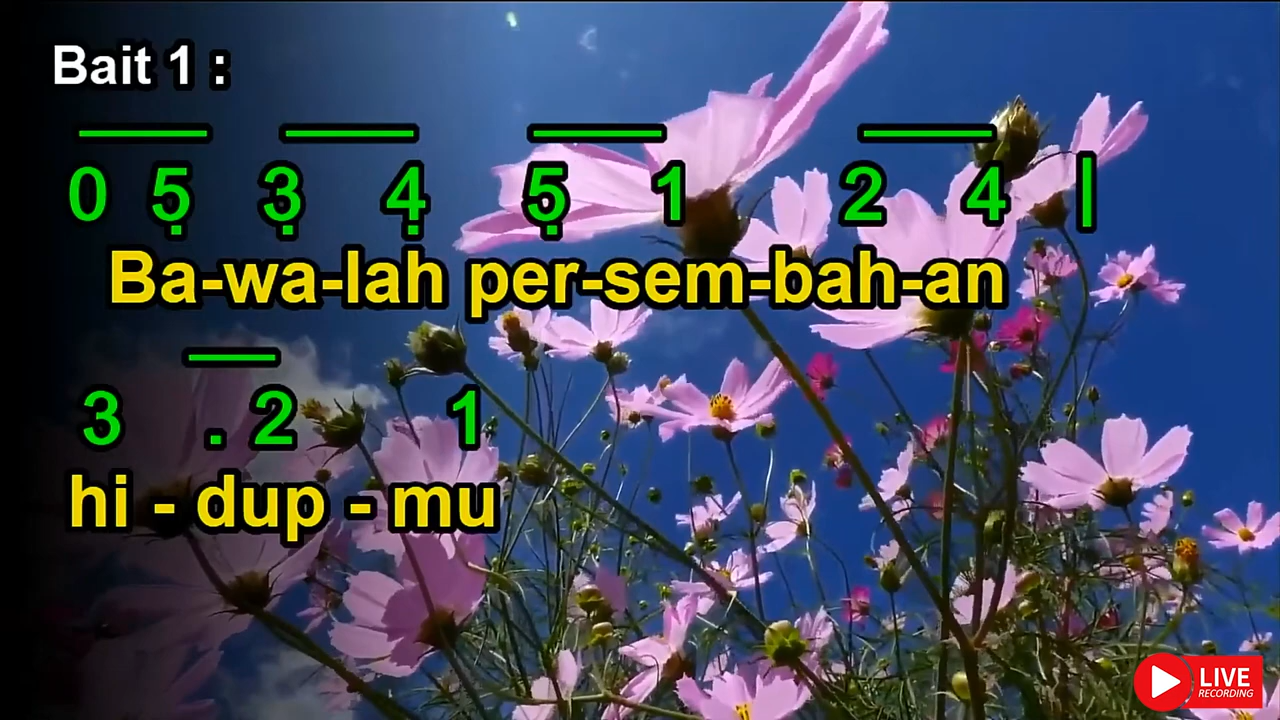 Bait 1 :
0 5̣ 3̣ 4̣ 5̣ 1 2 4 |
Ba-wa-lah per-sem-bah-an
3 . 2 1
hi - dup - mu
LIVE
RECORDING